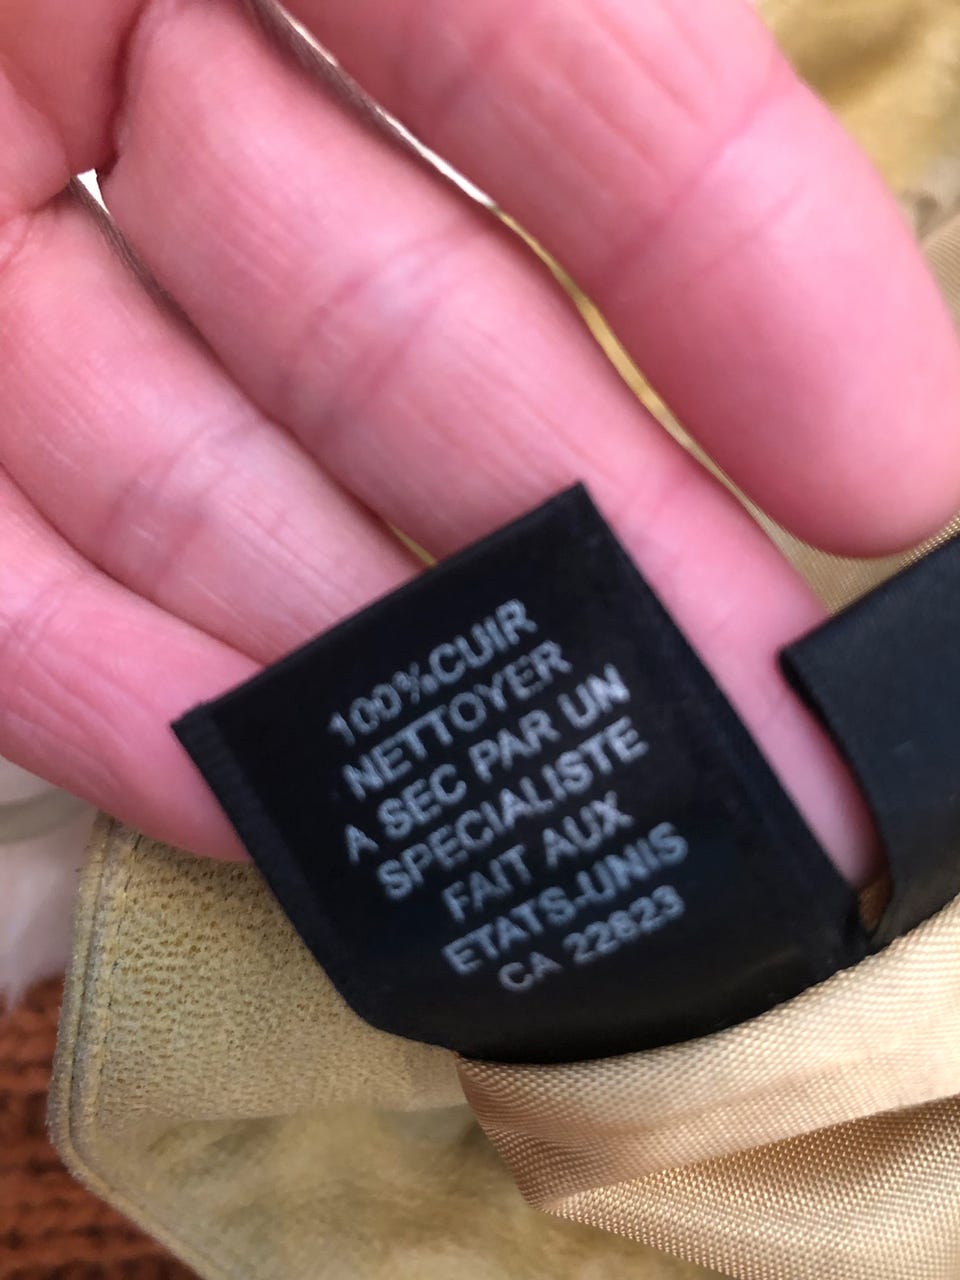 100%CUIR
NETTOYER
A SEC PAR UN
SPECIALISTE
FAIT AUX
ETATS-UNIS
CA 22823